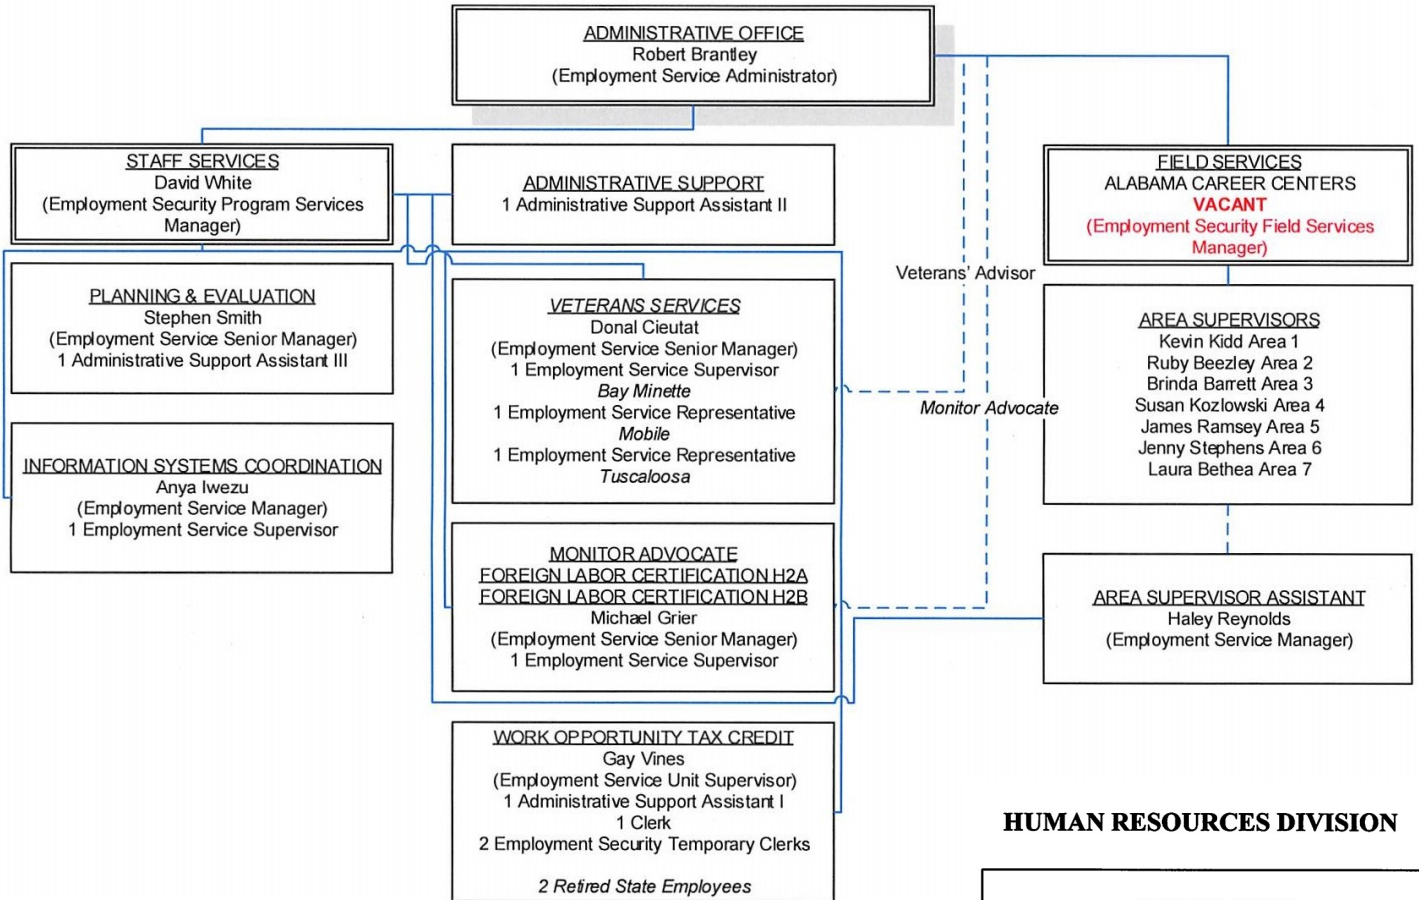 ADMINISTRATIVE OFFICE
Robert Brantley
(Employment Service Administrator)
STAFF SERVICES
David White
(Employment Security Program Services
Manager)
ADMINISTRATIVE SUPPORT
1 Administrative Support Assistant II
FIELD SERVICES
ALABAMA CAREER CENTERS
VACANT
(Employment Security Field Services
Manager)
PLANNING & EVALUATION
Stephen Smith
(Employment Service Senior Manager)
1 Administrative Support Assistant III
VETERANS SERVICES
Donal Cieutat
(Employment Service Senior Manager)
1 Employment Service Supervisor
Bay Minette
1 Employment Service Representative
Mobile
1 Employment Service Representative
Tuscaloosa
Veterans' Advisor
Monitor Advocate
AREA SUPERVISORS
Kevin Kidd Area 1
Ruby Beezley Area 2
Brinda Barrett Area 3
Susan Kozlowski Area 4
James Ramsey Area 5
Jenny Stephens Area 6
Laura Bethea Area 7
INFORMATION SYSTEMS COORDINATION
Anya Iwezu
(Employment Service Manager)
1 Employment Service Supervisor
MONITOR ADVOCATE
FOREIGN LABOR CERTIFICATION H2A
FOREIGN LABOR CERTIFICATION H2B
Michael Grier
(Employment Service Senior Manager)
1 Employment Service Supervisor
AREA SUPERVISOR ASSISTANT
Haley Reynolds
(Employment Service Manager)
WORK OPPORTUNITY TAX CREDIT
Gay Vines
(Employment Service Unit Supervisor)
1 Administrative Support Assistant I
1 Clerk
2 Employment Security Temporary Clerks
2 Retired State Employees
HUMAN RESOURCES DIVISION